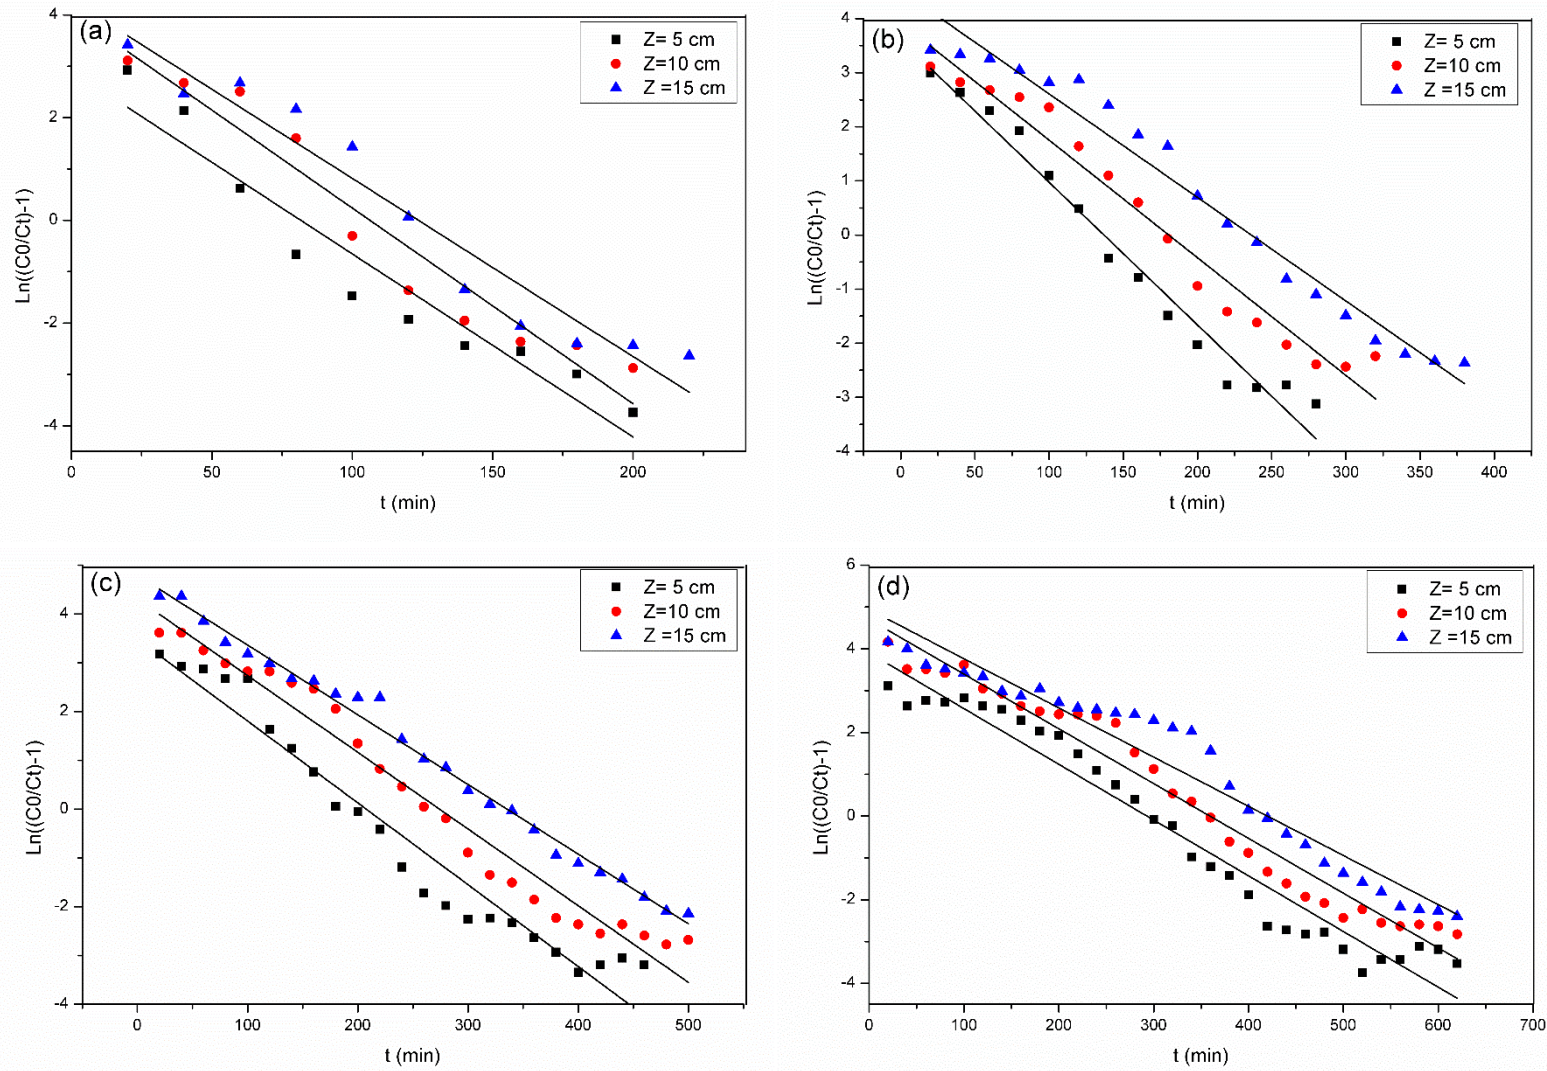 (a)
Z= 5 cm
Z=10 cm
Z =15 cm
4
2
0
-2
-4
Ln((C0/Ct)-1)
0
50
100
150
200
t (min)
(b)
Z= 5 cm
Z=10 cm
Z =15 cm
4
3
2
1
0
-1
-2
-3
-4
Ln((C0/Ct)-1)
0
50
100
150
200
250
300
350
400
t (min)
(c)
Z= 5 cm
Z=10 cm
Z =15 cm
4
2
0
-2
-4
Ln((C0/Ct)-1)
0
100
200
300
400
500
t (min)
(d)
Z= 5 cm
Z=10 cm
Z =15 cm
6
4
2
0
-2
-4
Ln((C0/Ct)-1)
0
100
200
300
400
500
600
700
t (min)